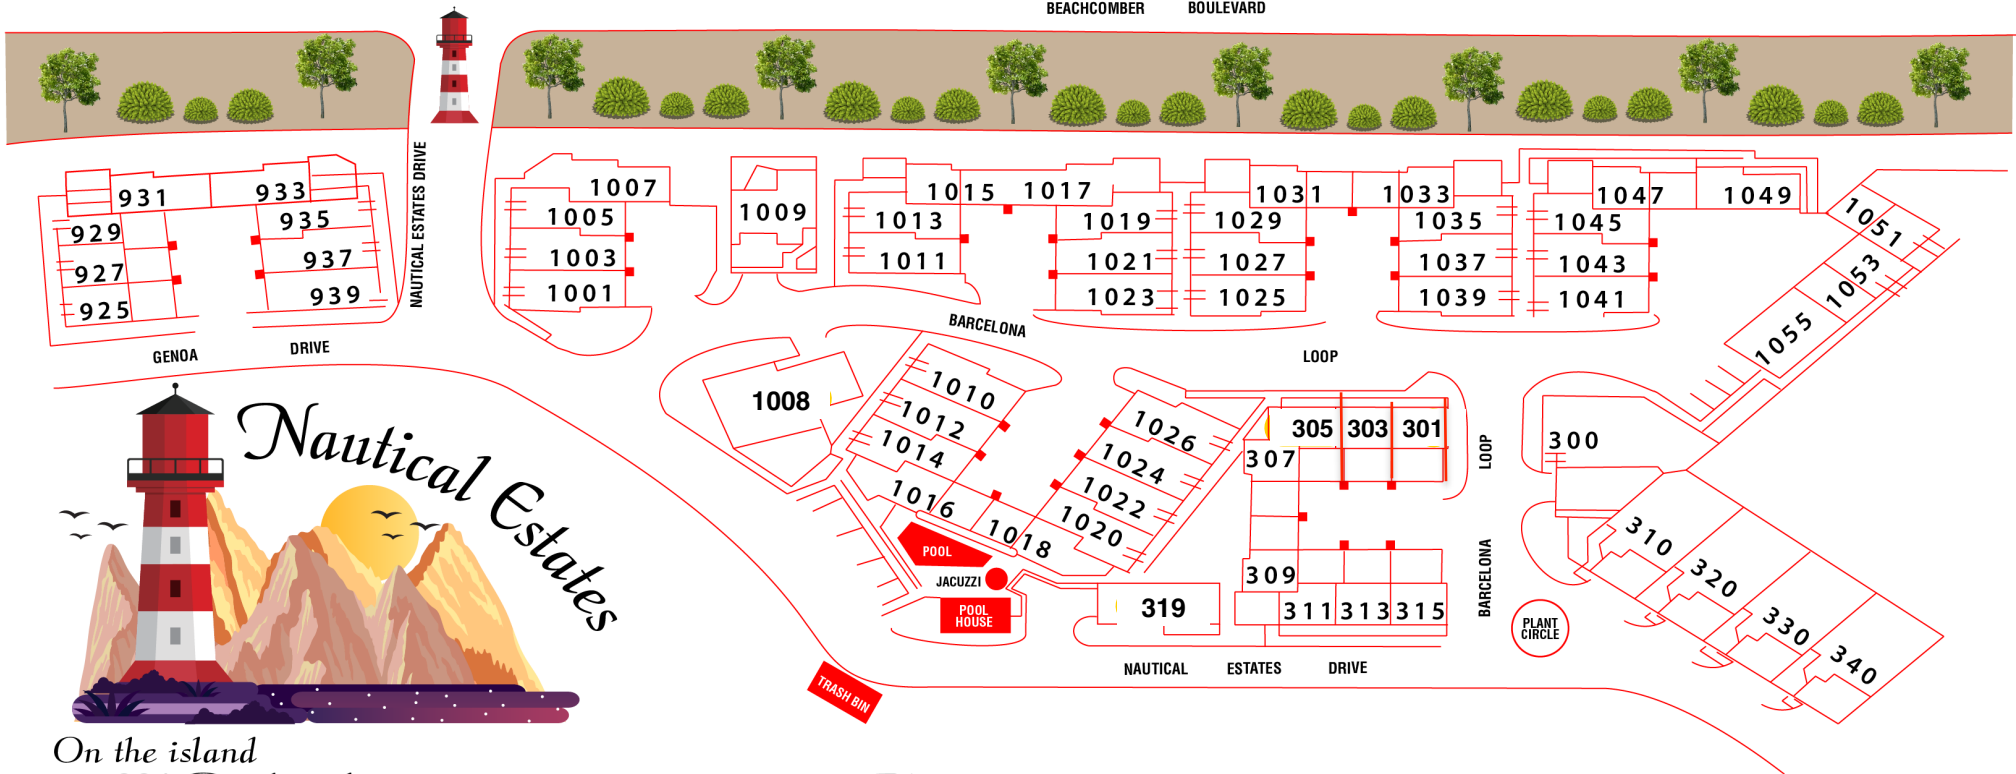 BEACHCOMBER BOULEVARD
NAUTICAL ESTATES DRIVE
931 933
929 935
927 937
925 939
GENOA DRIVE
1007
1005
1003
1001
1009
1015 1017
1013 1019
1011 1021
1023
1031 1033
1029 1035
1027 1037
1025 1039
1047 1049
1045
1043
1041
1051
1053
1055
BARCELONA LOOP
1008
1010
1012
1014
1016
1018
1020
1022
1024
1026
305 303 301
307
309
311 313 315
319
LOOP
BARCELONA
300
310
320
330
340
POOL
JACUZZI
POOL
HOUSE
PLANT
CIRCLE
NAUTICAL ESTATES DRIVE
TRASH BIN
Nautical Estates
On the island